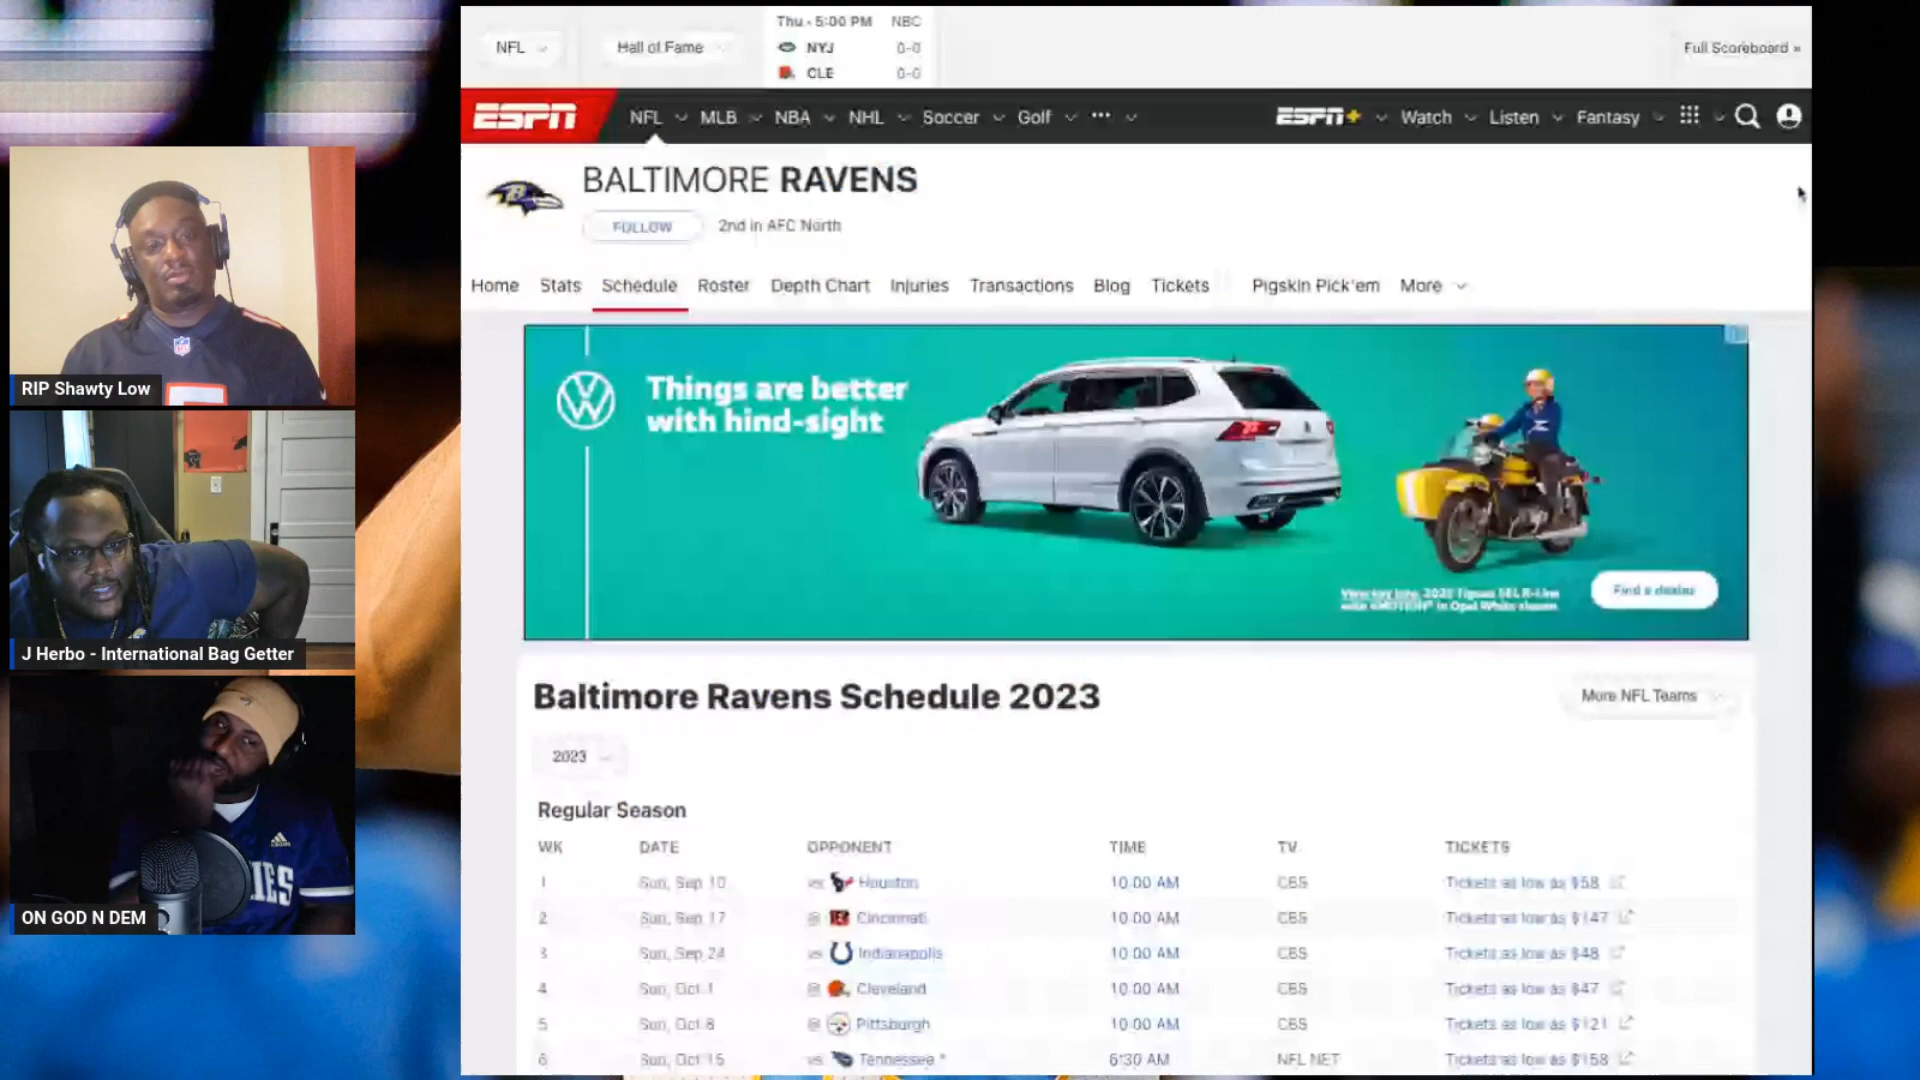 NFL
Hall of Fame
Thu - 5:00 PM NBC
NYJ 0-0
CLE 0-0
Full Scoreboard »
ESPN NFL MLB NBA NHL Soccer Golf ••• ESPN+ Watch Listen Fantasy
BALTIMORE RAVENS
FOLLOW 2nd in AFC North
Home Stats Schedule Roster Depth Chart Injuries Transactions Blog Tickets Pigskin Pick'em More
Things are better
with hind-sight
Find a dealer
Baltimore Ravens Schedule 2023
More NFL Teams
2023
Regular Season
WK DATE OPPONENT TIME TV TICKETS
1 Sun, Sep 10 vs Houston 10:00 AM CBS Tickets as low as $58
2 Sun, Sep 17 @ Cincinnati 10:00 AM CBS Tickets as low as $147
3 Sun, Sep 24 vs Indianapolis 10:00 AM CBS Tickets as low as $48
4 Sun, Oct 1 @ Cleveland 10:00 AM CBS Tickets as low as $47
5 Sun, Oct 8 @ Pittsburgh 10:00 AM CBS Tickets as low as $121
6 Sun, Oct 15 vs Tennessee * 6:30 AM NFL NET Tickets as low as $158
RIP Shawty Low
J Herbo - International Bag Getter
IES
ON GOD N DEM